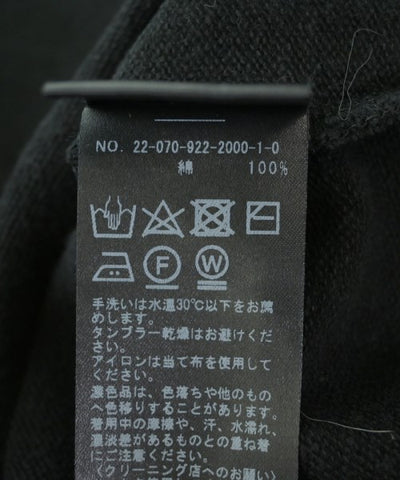 NO. 22-070-922-2000-1-0
綿 100%
F W
手洗いは水温30℃以下をお薦
めします。
タンブラー乾燥はお避けくだ
さい。
アイロンは当て布を使用して
ください。
濃色品は、色落ちや他のもの
へ色移りすることがあります。
着用中の摩擦や、汗、水濡れ、
濃淡差があるものとの重ね着
にご注意ください。
〈クリーニング店へのお願い〉